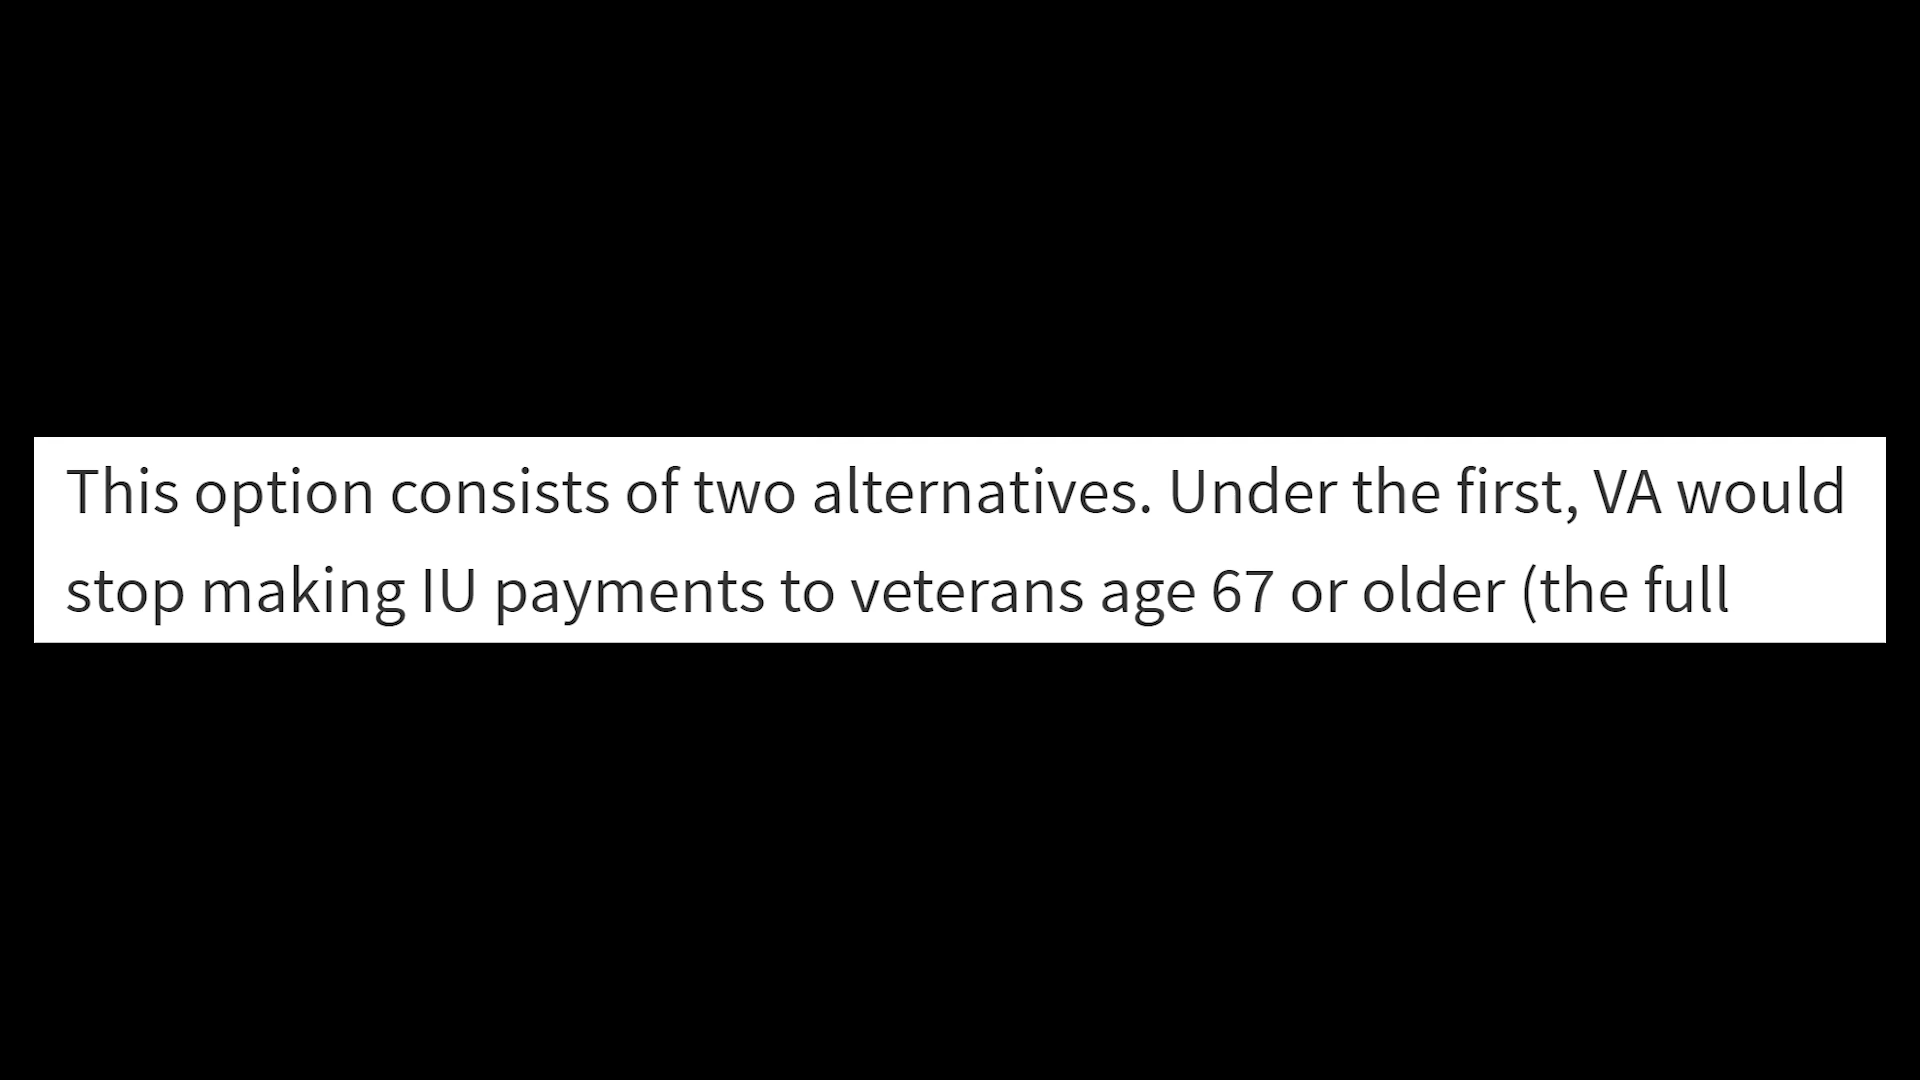 This option consists of two alternatives. Under the first, VA would
stop making IU payments to veterans age 67 or older (the full